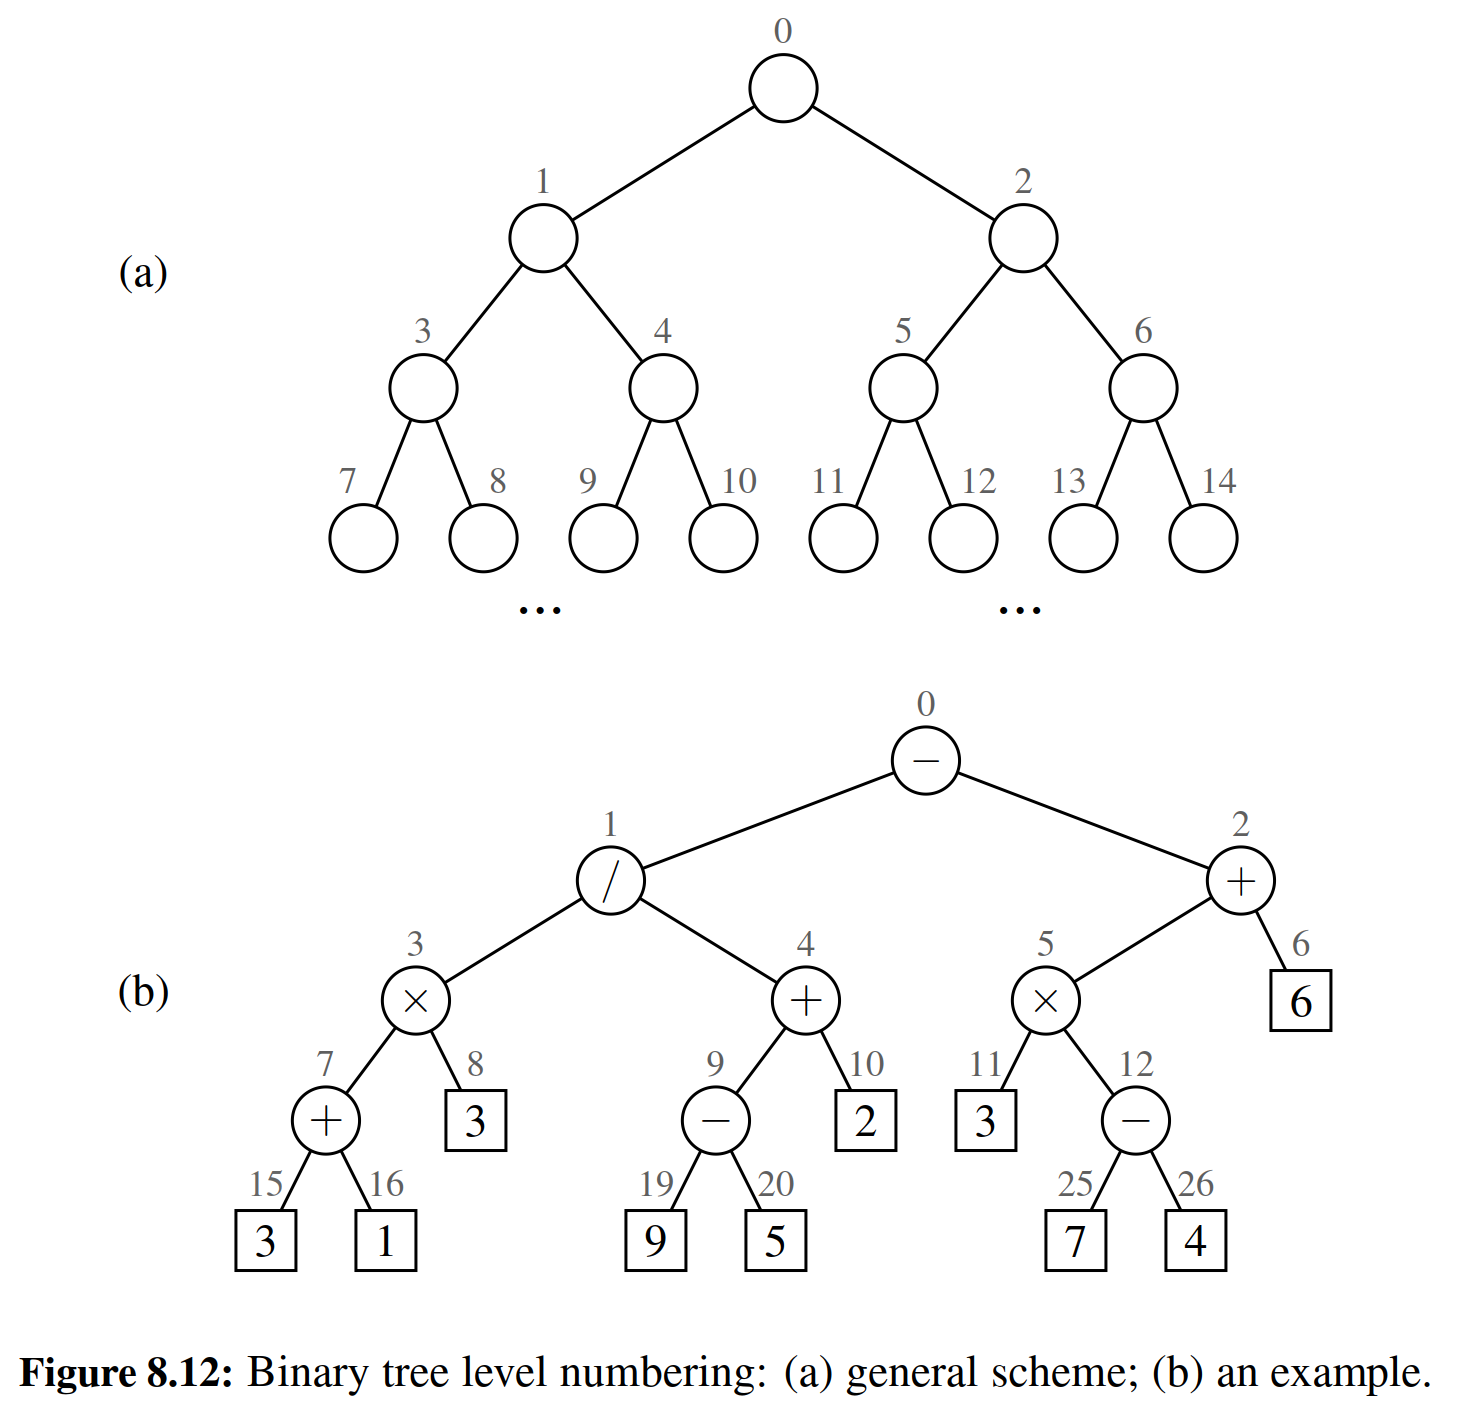 0
1 2
(a)
3 4 5 6
7 8 9 10 11 12 13 14
... ...
0
−
1 2
/ +
3 4 5 6
(b)
× + × 6
7 8 9 10 11 12
+ 3 − 2 3 −
15 16 19 20 25 26
3 1 9 5 7 4
Figure 8.12: Binary tree level numbering: (a) general scheme; (b) an example.